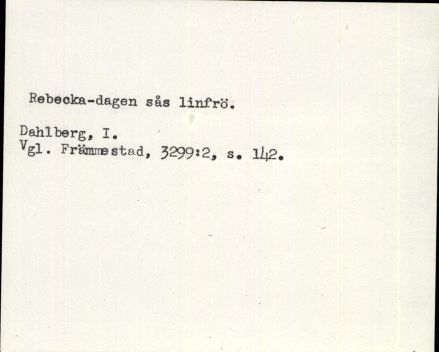 Rebecka-dagen sås linfrö.
Dahlberg, I.
Vgl. Främmestad, 3299:2, s. 142.